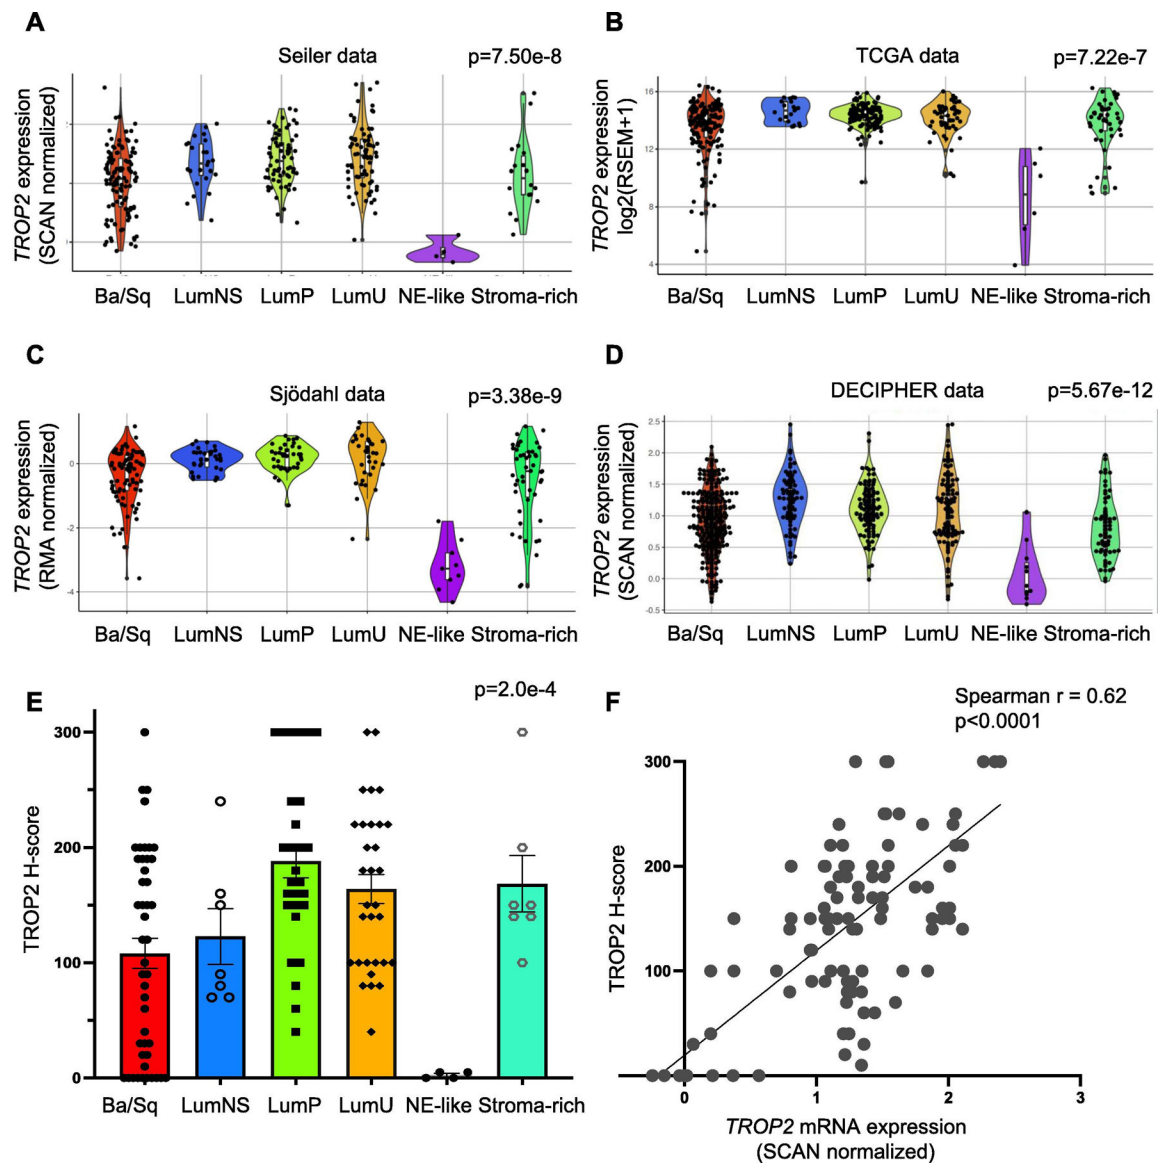 A
Seiler data
p=7.50e-8
TROP2 expression
(SCAN normalized)
Ba/Sq LumNS LumP LumU NE-like Stroma-rich
B
TCGA data
p=7.22e-7
TROP2 expression
log2(RSEM+1)
16
12
8
4
Ba/Sq LumNS LumP LumU NE-like Stroma-rich
C
Sjödahl data
p=3.38e-9
TROP2 expression
(RMA normalized)
0
-2
-4
Ba/Sq LumNS LumP LumU NE-like Stroma-rich
D
DECIPHER data
p=5.67e-12
TROP2 expression
(SCAN normalized)
2.5
2.0
1.5
1.0
0.5
0.0
-0.5
Ba/Sq LumNS LumP LumU NE-like Stroma-rich
E
p=2.0e-4
TROP2 H-score
300
200
100
0
Ba/Sq LumNS LumP LumU NE-like Stroma-rich
F
Spearman r = 0.62
p<0.0001
TROP2 H-score
300
200
100
0
0 1 2 3
TROP2 mRNA expression
(SCAN normalized)